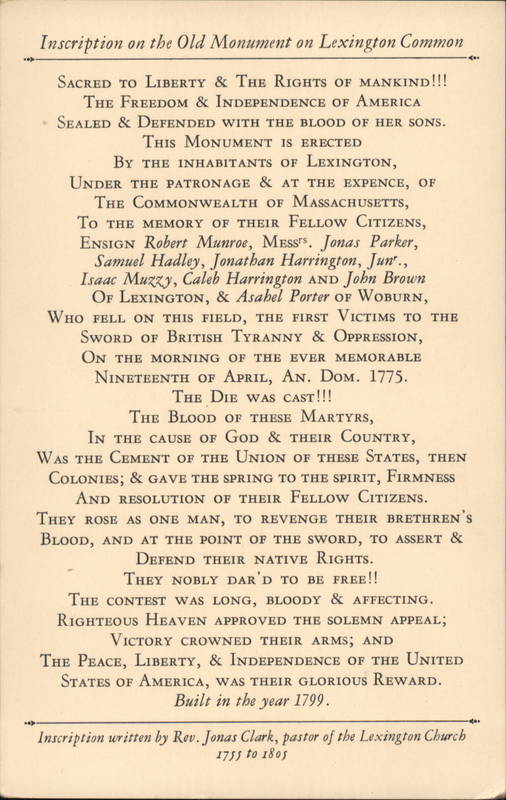 Inscription on the Old Monument on Lexington Common
Sacred to Liberty & The Rights of mankind!!!
The Freedom & Independence of America
Sealed & Defended with the blood of her sons.
This Monument is erected
By the inhabitants of Lexington,
Under the patronage & at the expence, of
The Commonwealth of Massachusetts,
To the memory of their Fellow Citizens,
Ensign Robert Munroe, Messrs. Jonas Parker,
Samuel Hadley, Jonathan Harrington, Junr.,
Isaac Muzzy, Caleb Harrington and John Brown
Of Lexington, & Asahel Porter of Woburn,
Who fell on this field, the first Victims to the
Sword of British Tyranny & Oppression,
On the morning of the ever memorable
Nineteenth of April, An. Dom. 1775.
The Die was cast!!!
The Blood of these Martyrs,
In the cause of God & their Country,
Was the Cement of the Union of these States, then
Colonies; & gave the spring to the spirit, Firmness
And resolution of their Fellow Citizens.
They rose as one man, to revenge their brethren's
Blood, and at the point of the sword, to assert &
Defend their native Rights.
They nobly dar'd to be free!!
The contest was long, bloody & affecting.
Righteous Heaven approved the solemn appeal;
Victory crowned their arms; and
The Peace, Liberty, & Independence of the United
States of America, was their glorious Reward.
Built in the year 1799.
Inscription written by Rev. Jonas Clark, pastor of the Lexington Church
1755 to 1805